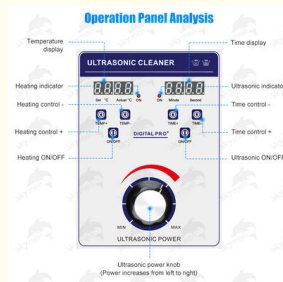 Operation Panel Analysis
Temperature
display
Time display
ULTRASONIC CLEANER
Heating indicator
Ultrasonic indicator
Set °C
Actual °C
ON
ON
Minute
Second
Heating control -
Time control -
TEMP+
TEMP-
TIME+
TIME-
Heating control +
DIGITAL PRO+
Time control +
Heating ON/OFF
ON/OFF
ON/OFF
Ultrasonic ON/OFF
MIN
MAX
ULTRASONIC POWER
Ultrasonic power knob
(Power increases from left to right)